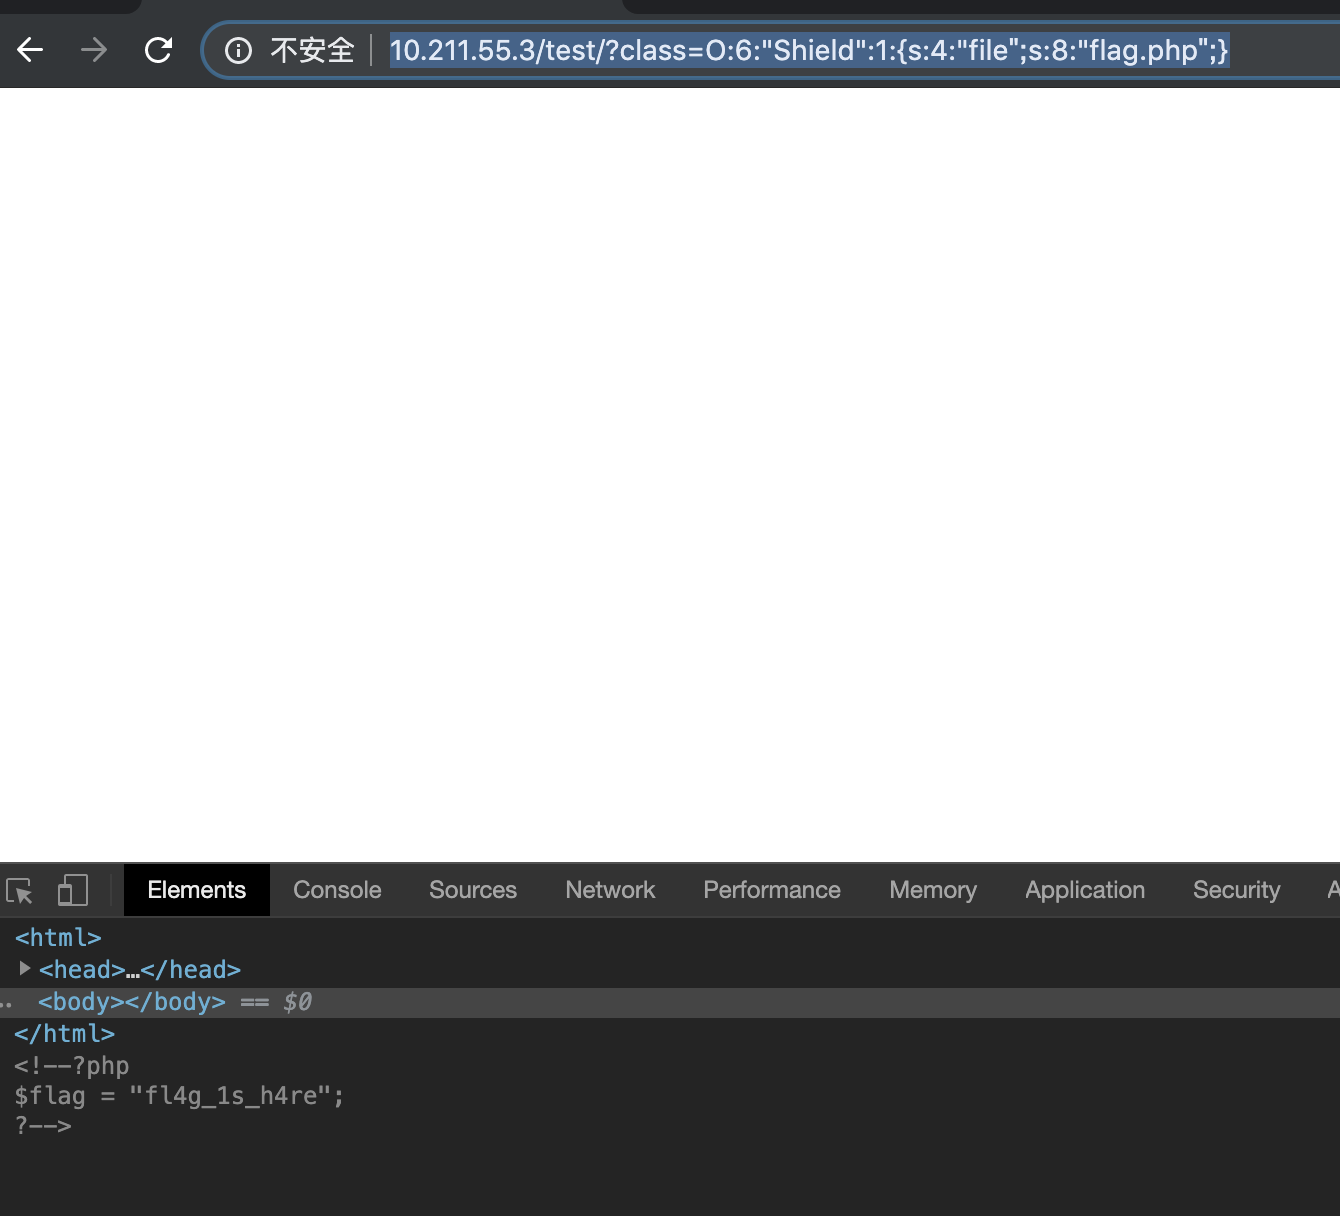 不安全 10.211.55.3/test/?class=O:6:"Shield":1:{s:4:"file";s:8:"flag.php";}
Elements Console Sources Network Performance Memory Application Security A
<html>
<head>…</head>
.. <body></body> == $0
</html>
<!--?php
$flag = "fl4g_1s_h4re";
?-->